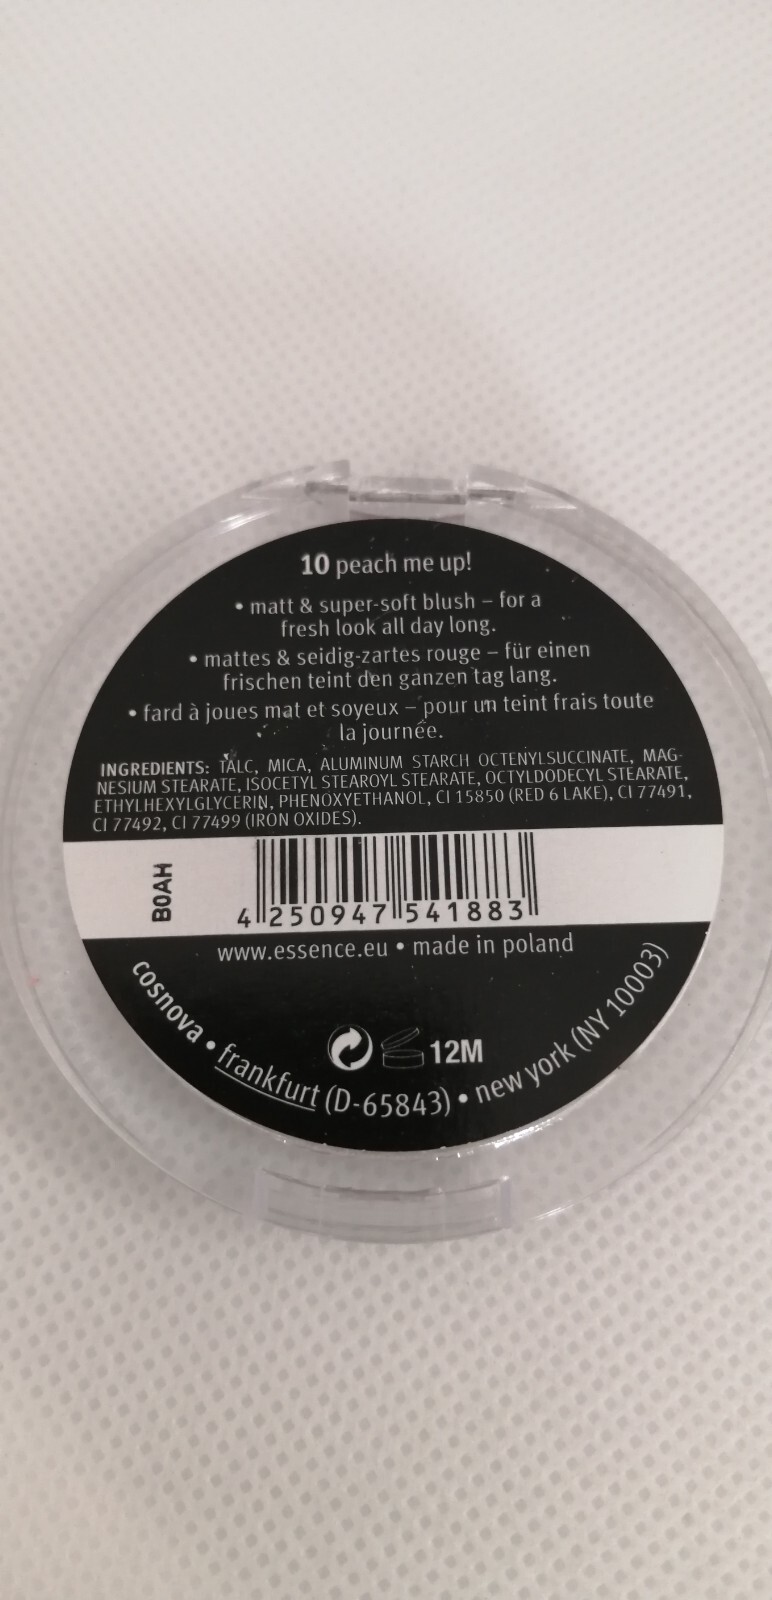 10 peach me up!
• matt & super-soft blush – for a
fresh look all day long.
• mattes & seidig-zartes rouge – für einen
frischen teint den ganzen tag lang.
• fard à joues mat et soyeux – pour un teint frais toute
la journée.
INGREDIENTS: TALC, MICA, ALUMINUM STARCH OCTENYLSUCCINATE, MAG-
NESIUM STEARATE, ISOCETYL STEAROYL STEARATE, OCTYLDODECYL STEARATE,
ETHYLHEXYLGLYCERIN, PHENOXYETHANOL, CI 15850 (RED 6 LAKE), CI 77491,
CI 77492, CI 77499 (IRON OXIDES).
B0AH
4 250947 541883
www.essence.eu • made in poland
12M
cosnova • frankfurt (D-65843) • new york (NY 10003)